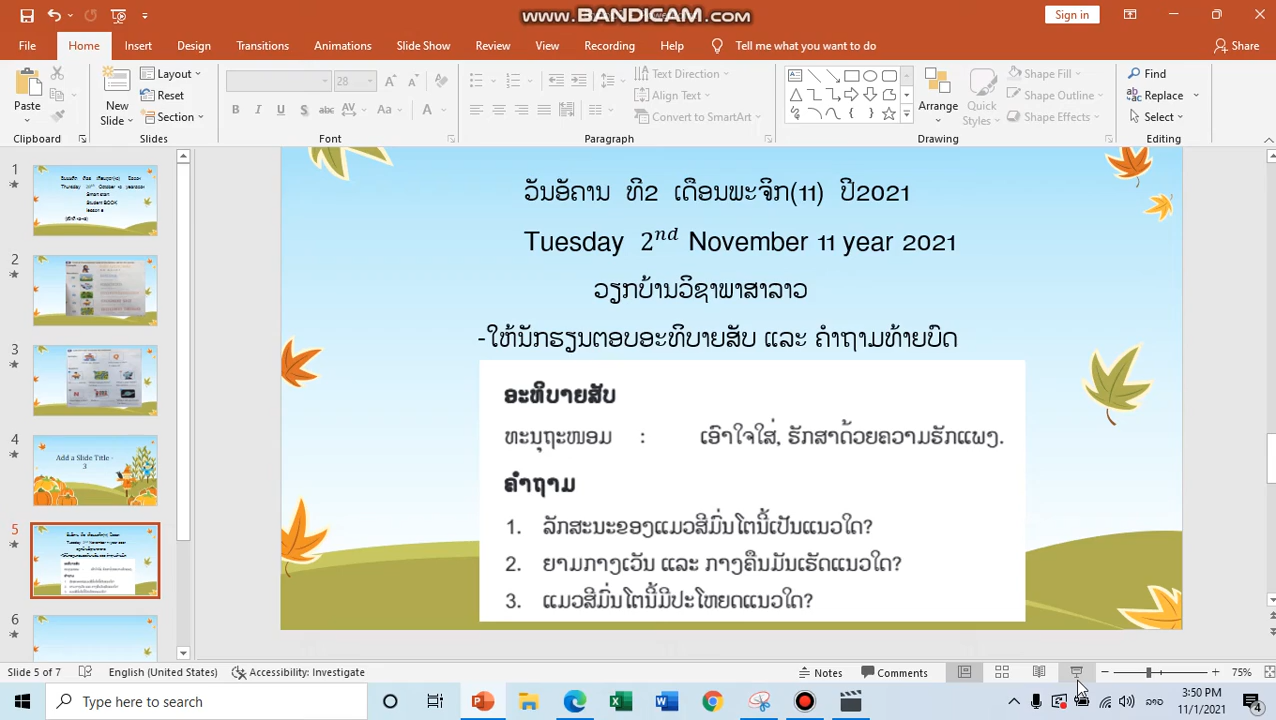 www.BANDICAM.com
Sign in
File Home Insert Design Transitions Animations Slide Show Review View Recording Help Tell me what you want to do Share
Paste
Clipboard
New Slide
Layout
Reset
Section
Slides
28
Font
Text Direction
Align Text
Convert to SmartArt
Paragraph
Arrange
Quick Styles
Shape Fill
Shape Outline
Shape Effects
Drawing
Find
Replace
Select
Editing
1
2
3
4
Add a Slide Title - 3
5
6
ວັນອັຄານ ທີ2 ເດືອນພະຈິກ(11) ປີ2021
Tuesday 2nd November 11 year 2021
ວຽກບ້ານວິຊາພາສາລາວ
-ໃຫ້ນັກຮຽນຕອບອະທິບາຍສັບ ແລະ ຄຳຖາມທ້າຍບົດ
ອະທິບາຍສັບ
ທະນຸຖະໜອມ : ເອົາໃຈໃສ່, ຮັກສາດ້ວຍຄວາມຮັກແພງ.
ຄຳຖາມ
1. ລັກສະນະຂອງແມວສີມົ່ນໂຕນີ້ເປັນແນວໃດ?
2. ຍາມກາງເວັນ ແລະ ກາງຄືນມັນເຮັດແນວໃດ?
3. ແມວສີມົ່ນໂຕນີ້ມີປະໂຫຍດແນວໃດ?
Slide 5 of 7 English (United States) Accessibility: Investigate Notes Comments 75%
Type here to search
ລາວ
3:50 PM
11/1/2021
4